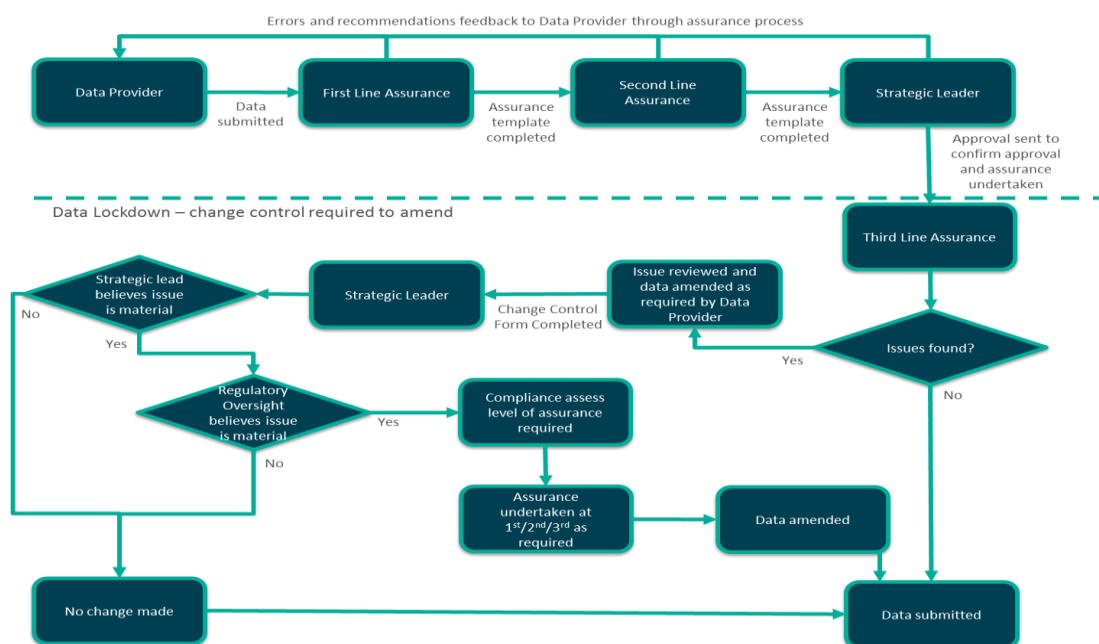 Errors and recommendations feedback to Data Provider through assurance process
Data Provider
Data
submitted
First Line Assurance
Assurance
template
completed
Second Line
Assurance
Assurance
template
completed
Strategic Leader
Approval sent to
confirm approval
and assurance
undertaken
Data Lockdown – change control required to amend
Third Line Assurance
Issues found?
Yes
No
Issue reviewed and
data amended as
required by Data
Provider
Change Control
Form Completed
Strategic Leader
Strategic lead
believes issue
is material
No
Yes
Regulatory
Oversight
believes issue
is material
Yes
No
Compliance assess
level of assurance
required
Assurance
undertaken at
1st/2nd/3rd as
required
Data amended
No change made
Data submitted